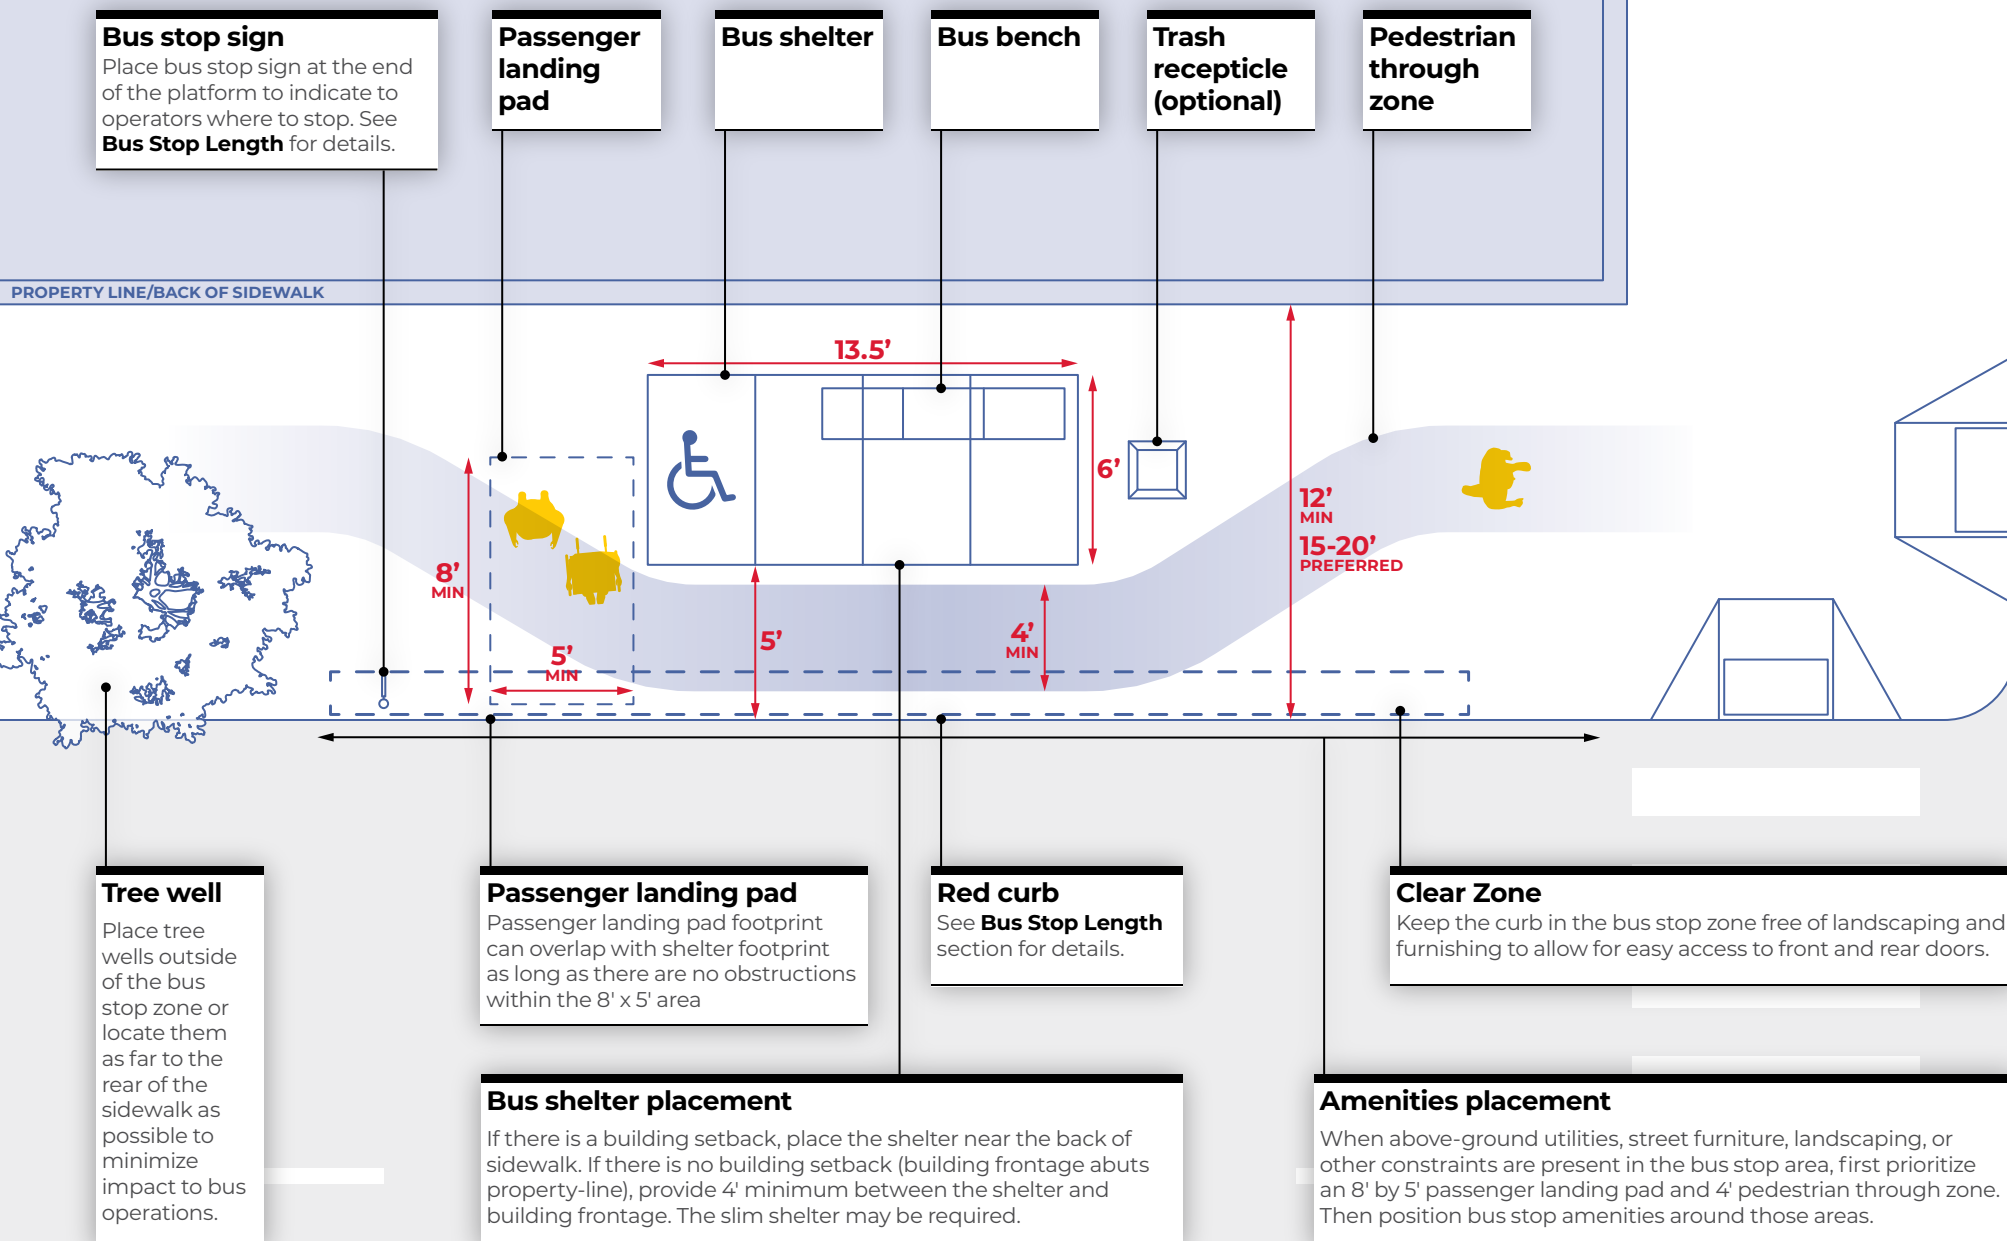 Bus stop sign
Place bus stop sign at the end
of the platform to indicate to
operators where to stop. See
Bus Stop Length for details.
Passenger
landing
pad
Bus shelter
Bus bench
Trash
recepticle
(optional)
Pedestrian
through
zone
PROPERTY LINE/BACK OF SIDEWALK
13.5’
6’
12’
MIN
15-20’
PREFERRED
8’
MIN
5’
MIN
5’
4’
MIN
Tree well
Place tree
wells outside
of the bus
stop zone or
locate them
as far to the
rear of the
sidewalk as
possible to
minimize
impact to bus
operations.
Passenger landing pad
Passenger landing pad footprint
can overlap with shelter footprint
as long as there are no obstructions
within the 8' x 5' area
Red curb
See Bus Stop Length
section for details.
Clear Zone
Keep the curb in the bus stop zone free of landscaping and
furnishing to allow for easy access to front and rear doors.
Bus shelter placement
If there is a building setback, place the shelter near the back of
sidewalk. If there is no building setback (building frontage abuts
property-line), provide 4' minimum between the shelter and
building frontage. The slim shelter may be required.
Amenities placement
When above-ground utilities, street furniture, landscaping, or
other constraints are present in the bus stop area, first prioritize
an 8' by 5' passenger landing pad and 4' pedestrian through zone.
Then position bus stop amenities around those areas.